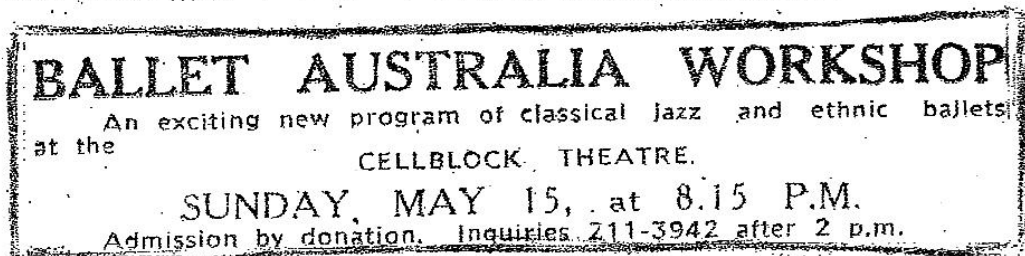 BALLET AUSTRALIA WORKSHOP
An exciting new program of classical jazz and ethnic ballets
at the
CELLBLOCK THEATRE.
SUNDAY, MAY 15, at 8.15 P.M.
Admission by donation. Inquiries 211-3942 after 2 p.m.